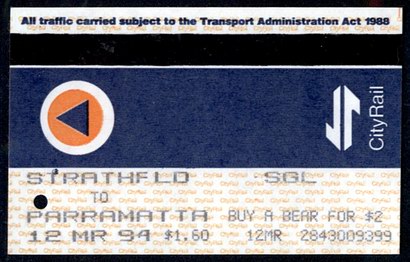 All traffic carried subject to the Transport Administration Act 1988
CityRail
STRATHFLD SGL
TO
PARRAMATTA BUY A BEAR FOR $2
12 MR 94 $1.60 12MR 2843009399